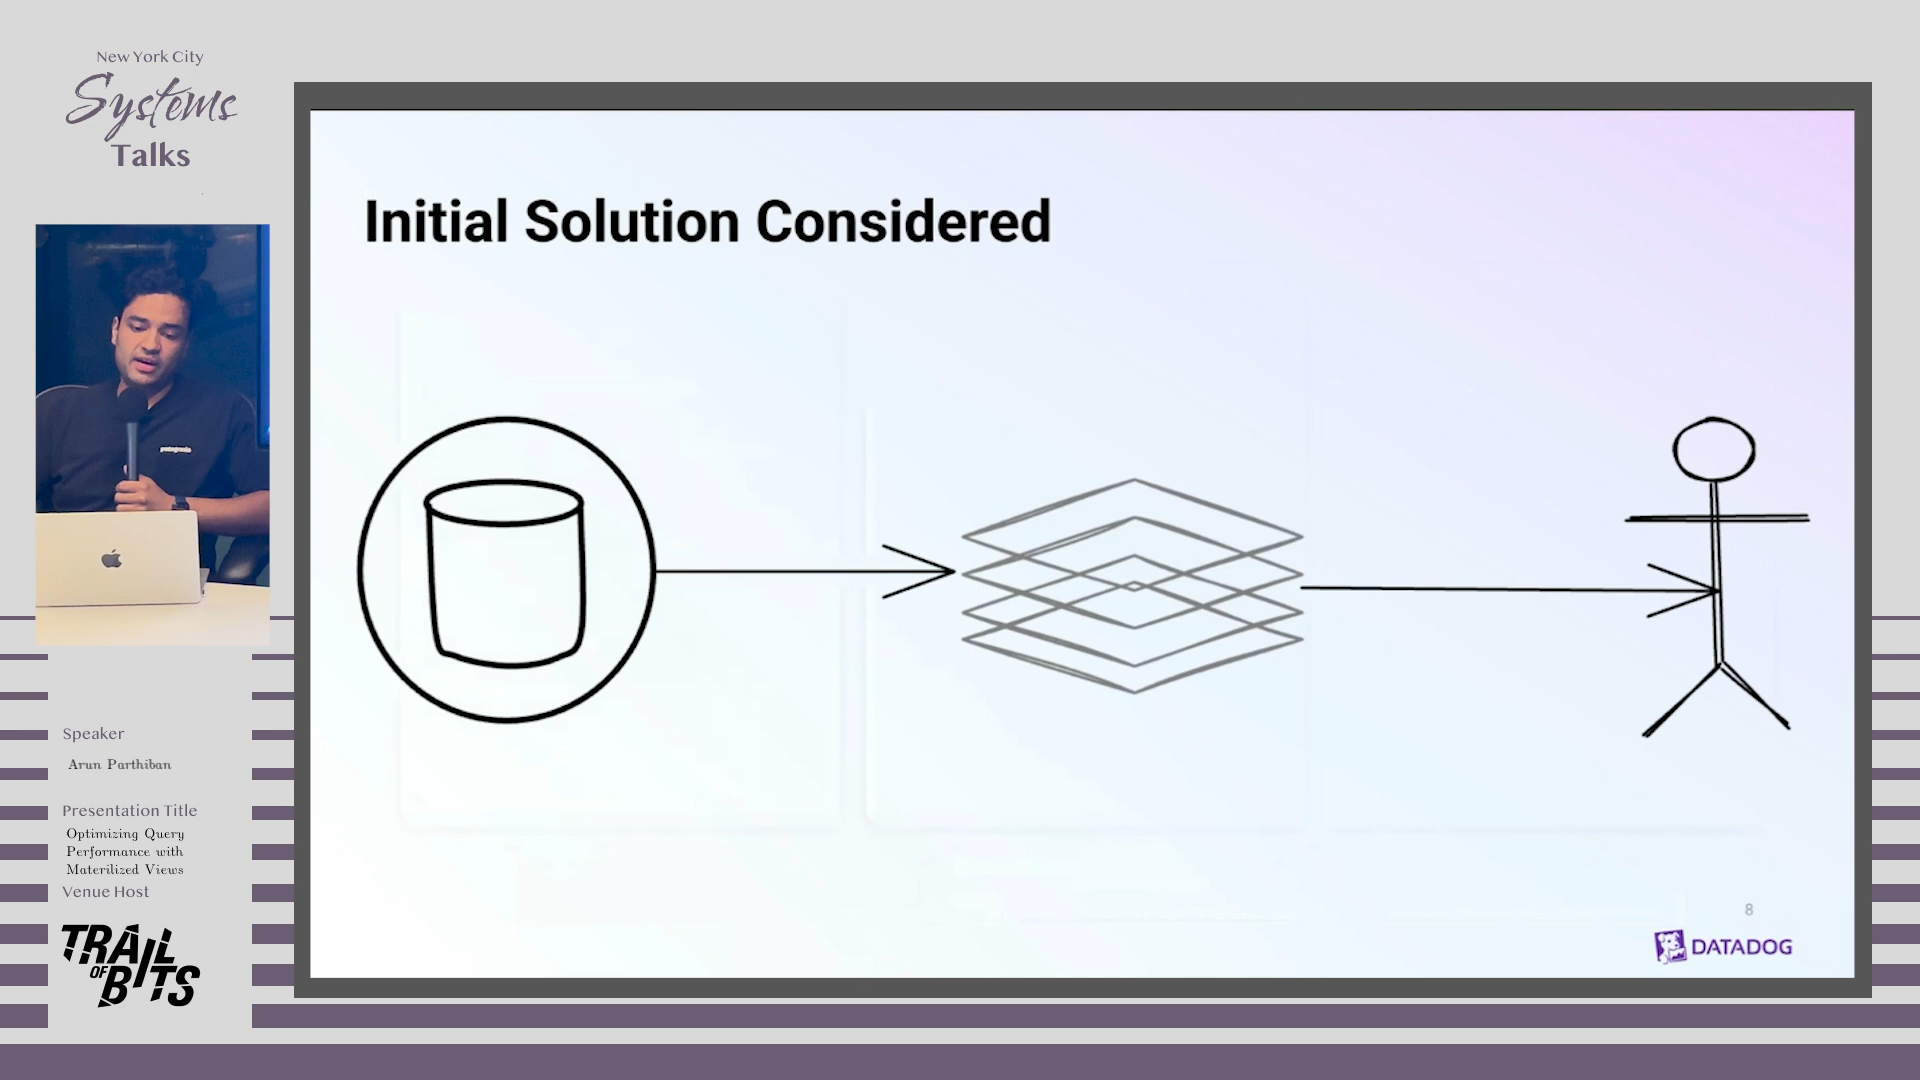 New York City
Systems
Talks
Initial Solution Considered
patagonia
Speaker
Arun Parthiban
Presentation Title
Optimizing Query
Performance with
Materilized Views
Venue Host
TRAIL
OF
BITS
8
DATADOG